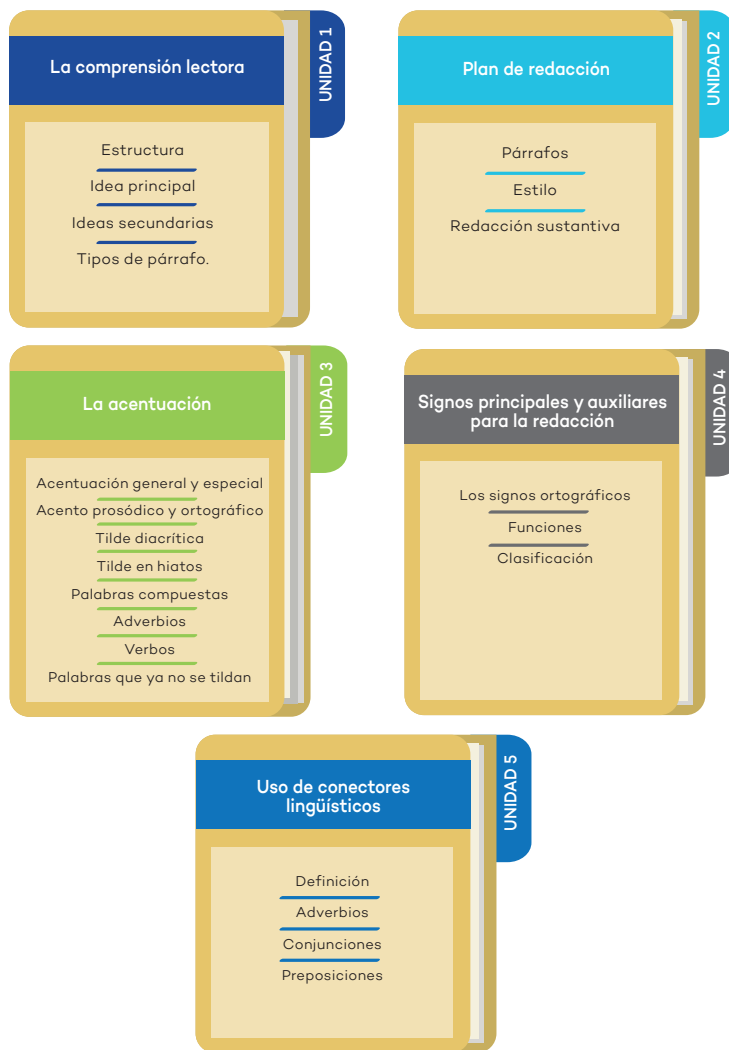 La comprensión lectora
UNIDAD 1
Estructura
Idea principal
Ideas secundarias
Tipos de párrafo.
Plan de redacción
UNIDAD 2
Párrafos
Estilo
Redacción sustantiva
La acentuación
UNIDAD 3
Acentuación general y especial
Acento prosódico y ortográfico
Tilde diacrítica
Tilde en hiatos
Palabras compuestas
Adverbios
Verbos
Palabras que ya no se tildan
Signos principales y auxiliares
para la redacción
UNIDAD 4
Los signos ortográficos
Funciones
Clasificación
Uso de conectores
lingüísticos
UNIDAD 5
Definición
Adverbios
Conjunciones
Preposiciones